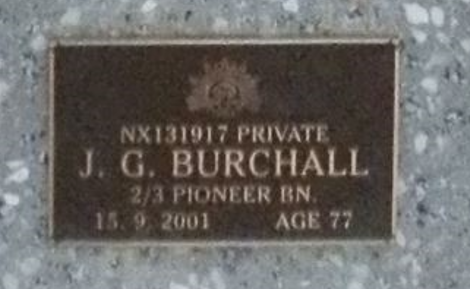 NX131917 PRIVATE
J. G. BURCHALL
2/3 PIONEER BN.
15. 9. 2001 AGE 77